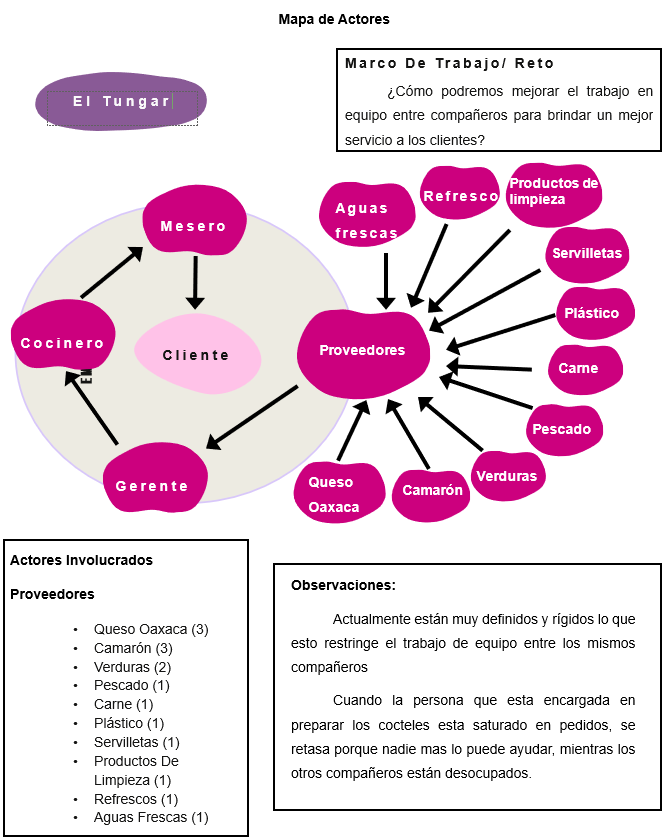 Mapa de Actores
El Tungar
Marco De Trabajo/ Reto
¿Cómo podremos mejorar el trabajo en
equipo entre compañeros para brindar un mejor
servicio a los clientes?
Mesero
Cocinero
Cliente
Gerente
Proveedores
Aguas
frescas
Refresco
Productos de
limpieza
Servilletas
Plástico
Carne
Pescado
Verduras
Camarón
Queso
Oaxaca
Actores Involucrados
Proveedores
• Queso Oaxaca (3)
• Camarón (3)
• Verduras (2)
• Pescado (1)
• Carne (1)
• Plástico (1)
• Servilletas (1)
• Productos De
Limpieza (1)
• Refrescos (1)
• Aguas Frescas (1)
Observaciones:
Actualmente están muy definidos y rígidos lo que
esto restringe el trabajo de equipo entre los mismos
compañeros
Cuando la persona que esta encargada en
preparar los cocteles esta saturado en pedidos, se
retasa porque nadie mas lo puede ayudar, mientras los
otros compañeros están desocupados.